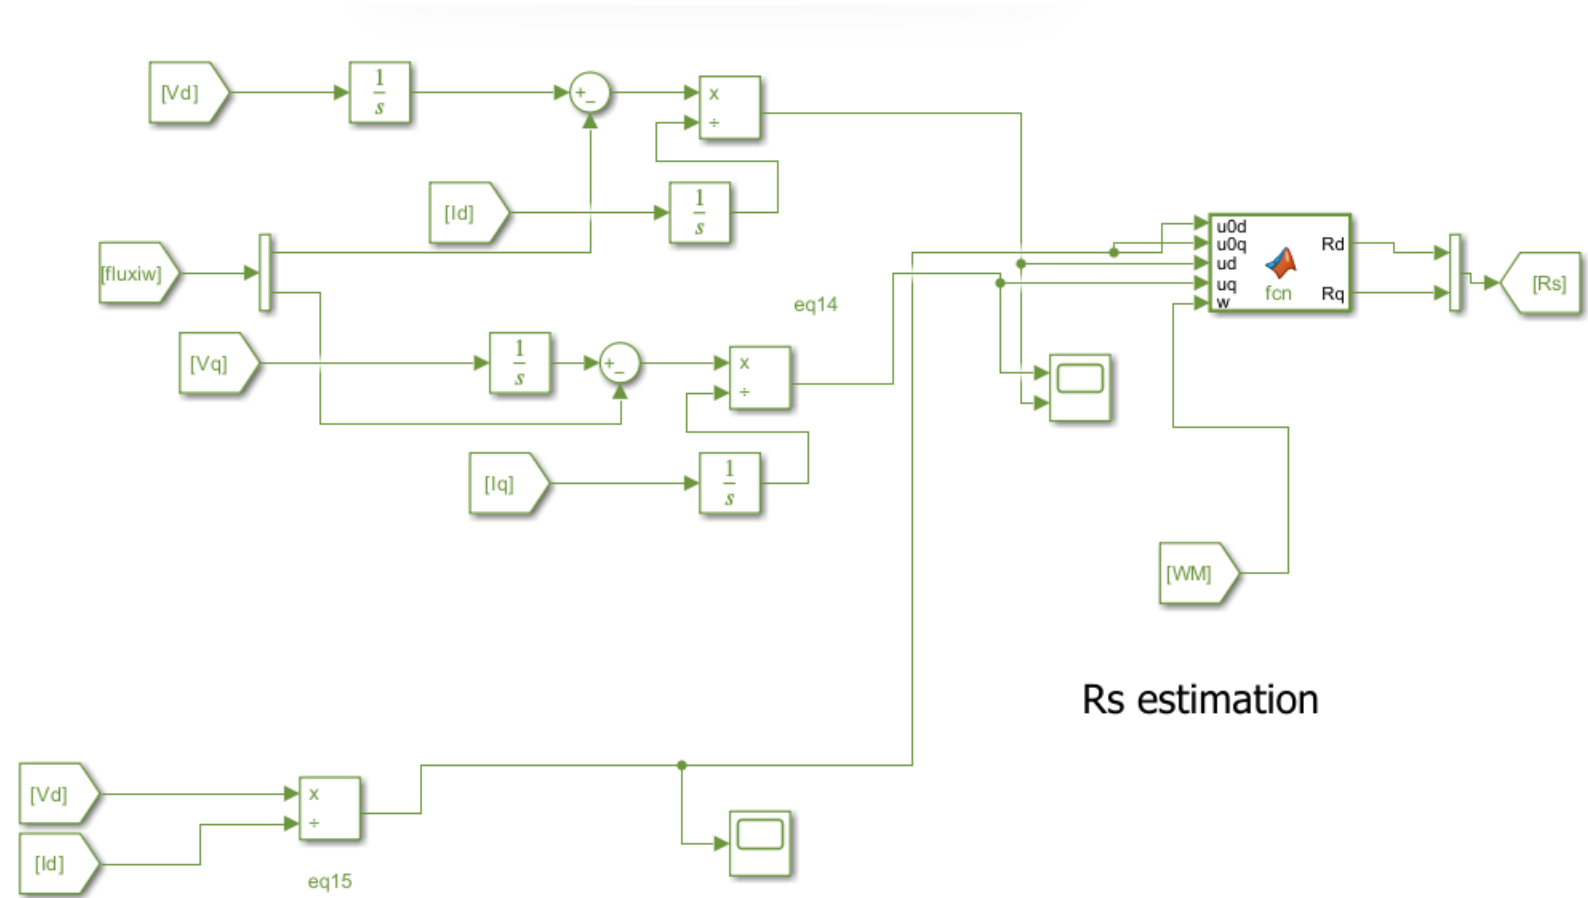 [Vd]
1
s
+
_
x
÷
[Id]
1
s
[fluxiw]
eq14
[Vq]
1
s
+
_
x
÷
[Iq]
1
s
u0d
u0q
ud
uq
w
fcn
Rd
Rq
[Rs]
[WM]
Rs estimation
[Vd]
x
÷
[Id]
eq15